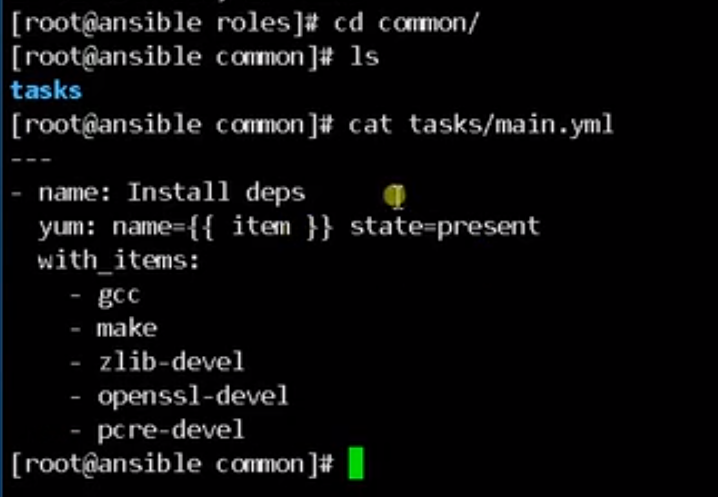 [root@ansible roles]# cd common/
[root@ansible common]# ls
tasks
[root@ansible common]# cat tasks/main.yml
---
- name: Install deps
  yum: name={{ item }} state=present
  with_items:
    - gcc
    - make
    - zlib-devel
    - openssl-devel
    - pcre-devel
[root@ansible common]#